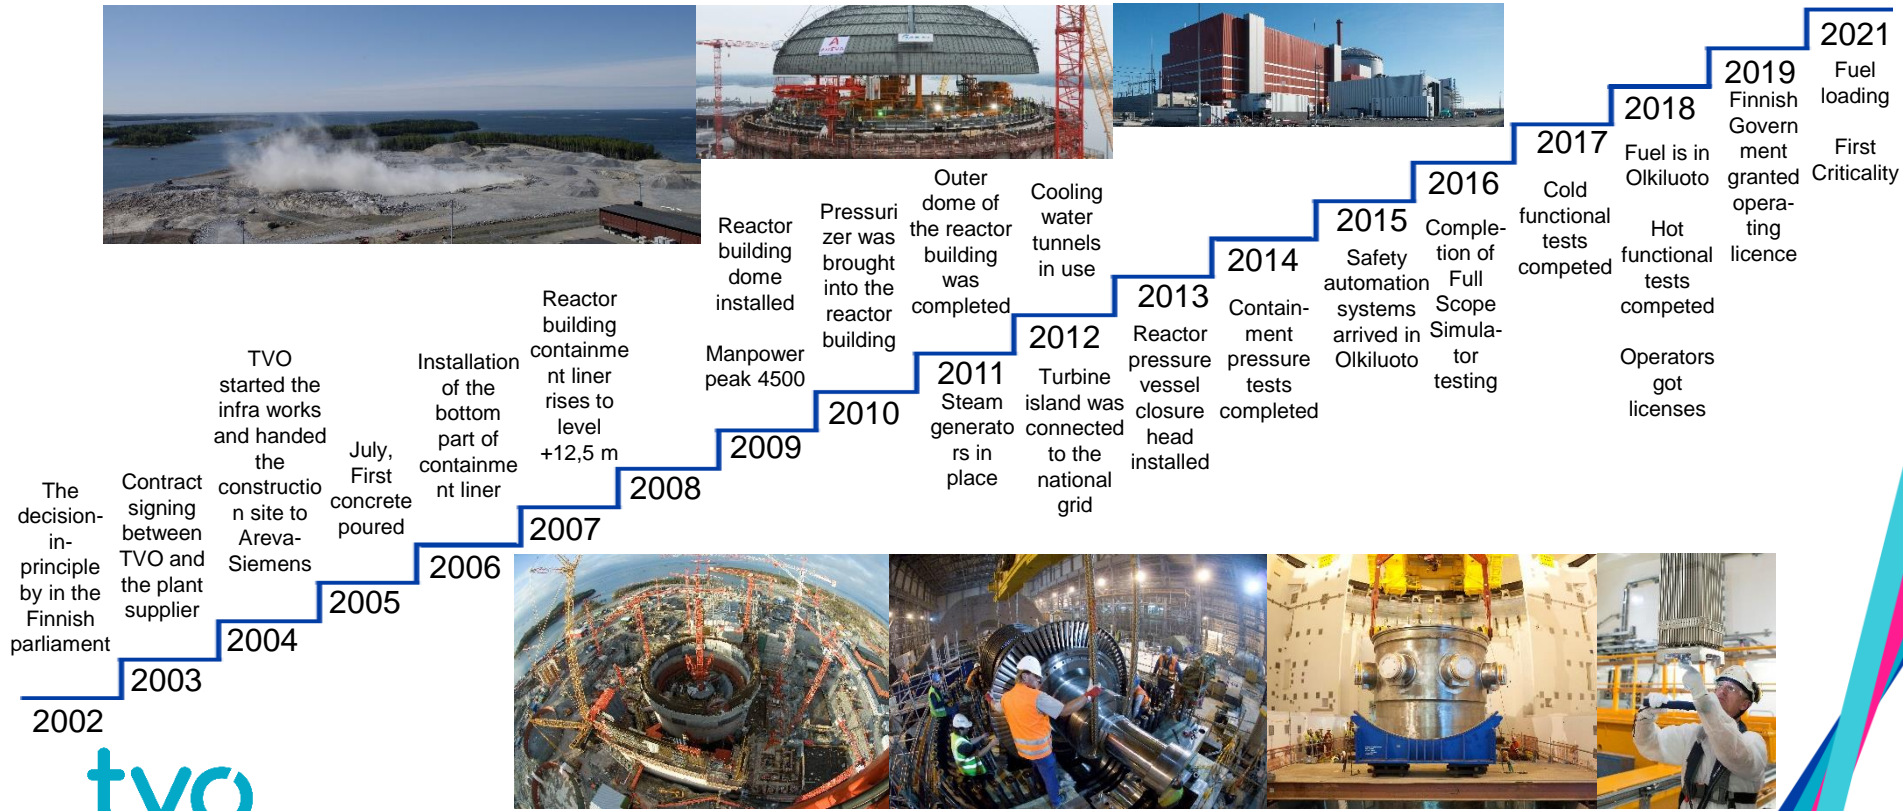 The
decision-
in-
principle
by in the
Finnish
parliament
2002
Contract
signing
between
TVO and
the plant
supplier
2003
TVO
started the
infra works
and handed
the
constructio
n site to
Areva-
Siemens
2004
July,
First
concrete
poured
2005
Installation
of the
bottom
part of
containme
nt liner
2006
Reactor
building
containme
nt liner
rises to
level
+12,5 m
2007
2008
Reactor
building
dome
installed
Manpower
peak 4500
2009
Pressuri
zer was
brought
into the
reactor
building
2010
Outer
dome of
the reactor
building
was
completed
2011
Steam
generato
rs in
place
Cooling
water
tunnels
in use
2012
Turbine
island was
connected
to the
national
grid
2013
Reactor
pressure
vessel
closure
head
installed
2014
Contain-
ment
pressure
tests
completed
2015
Safety
automation
systems
arrived in
Olkiluoto
2016
Comple-
tion of
Full
Scope
Simula-
tor
testing
2017
Cold
functional
tests
competed
2018
Fuel is in
Olkiluoto
Hot
functional
tests
competed
Operators
got
licenses
2019
Finnish
Govern
ment
granted
opera-
ting
licence
2021
Fuel
loading
First
Criticality
tvo